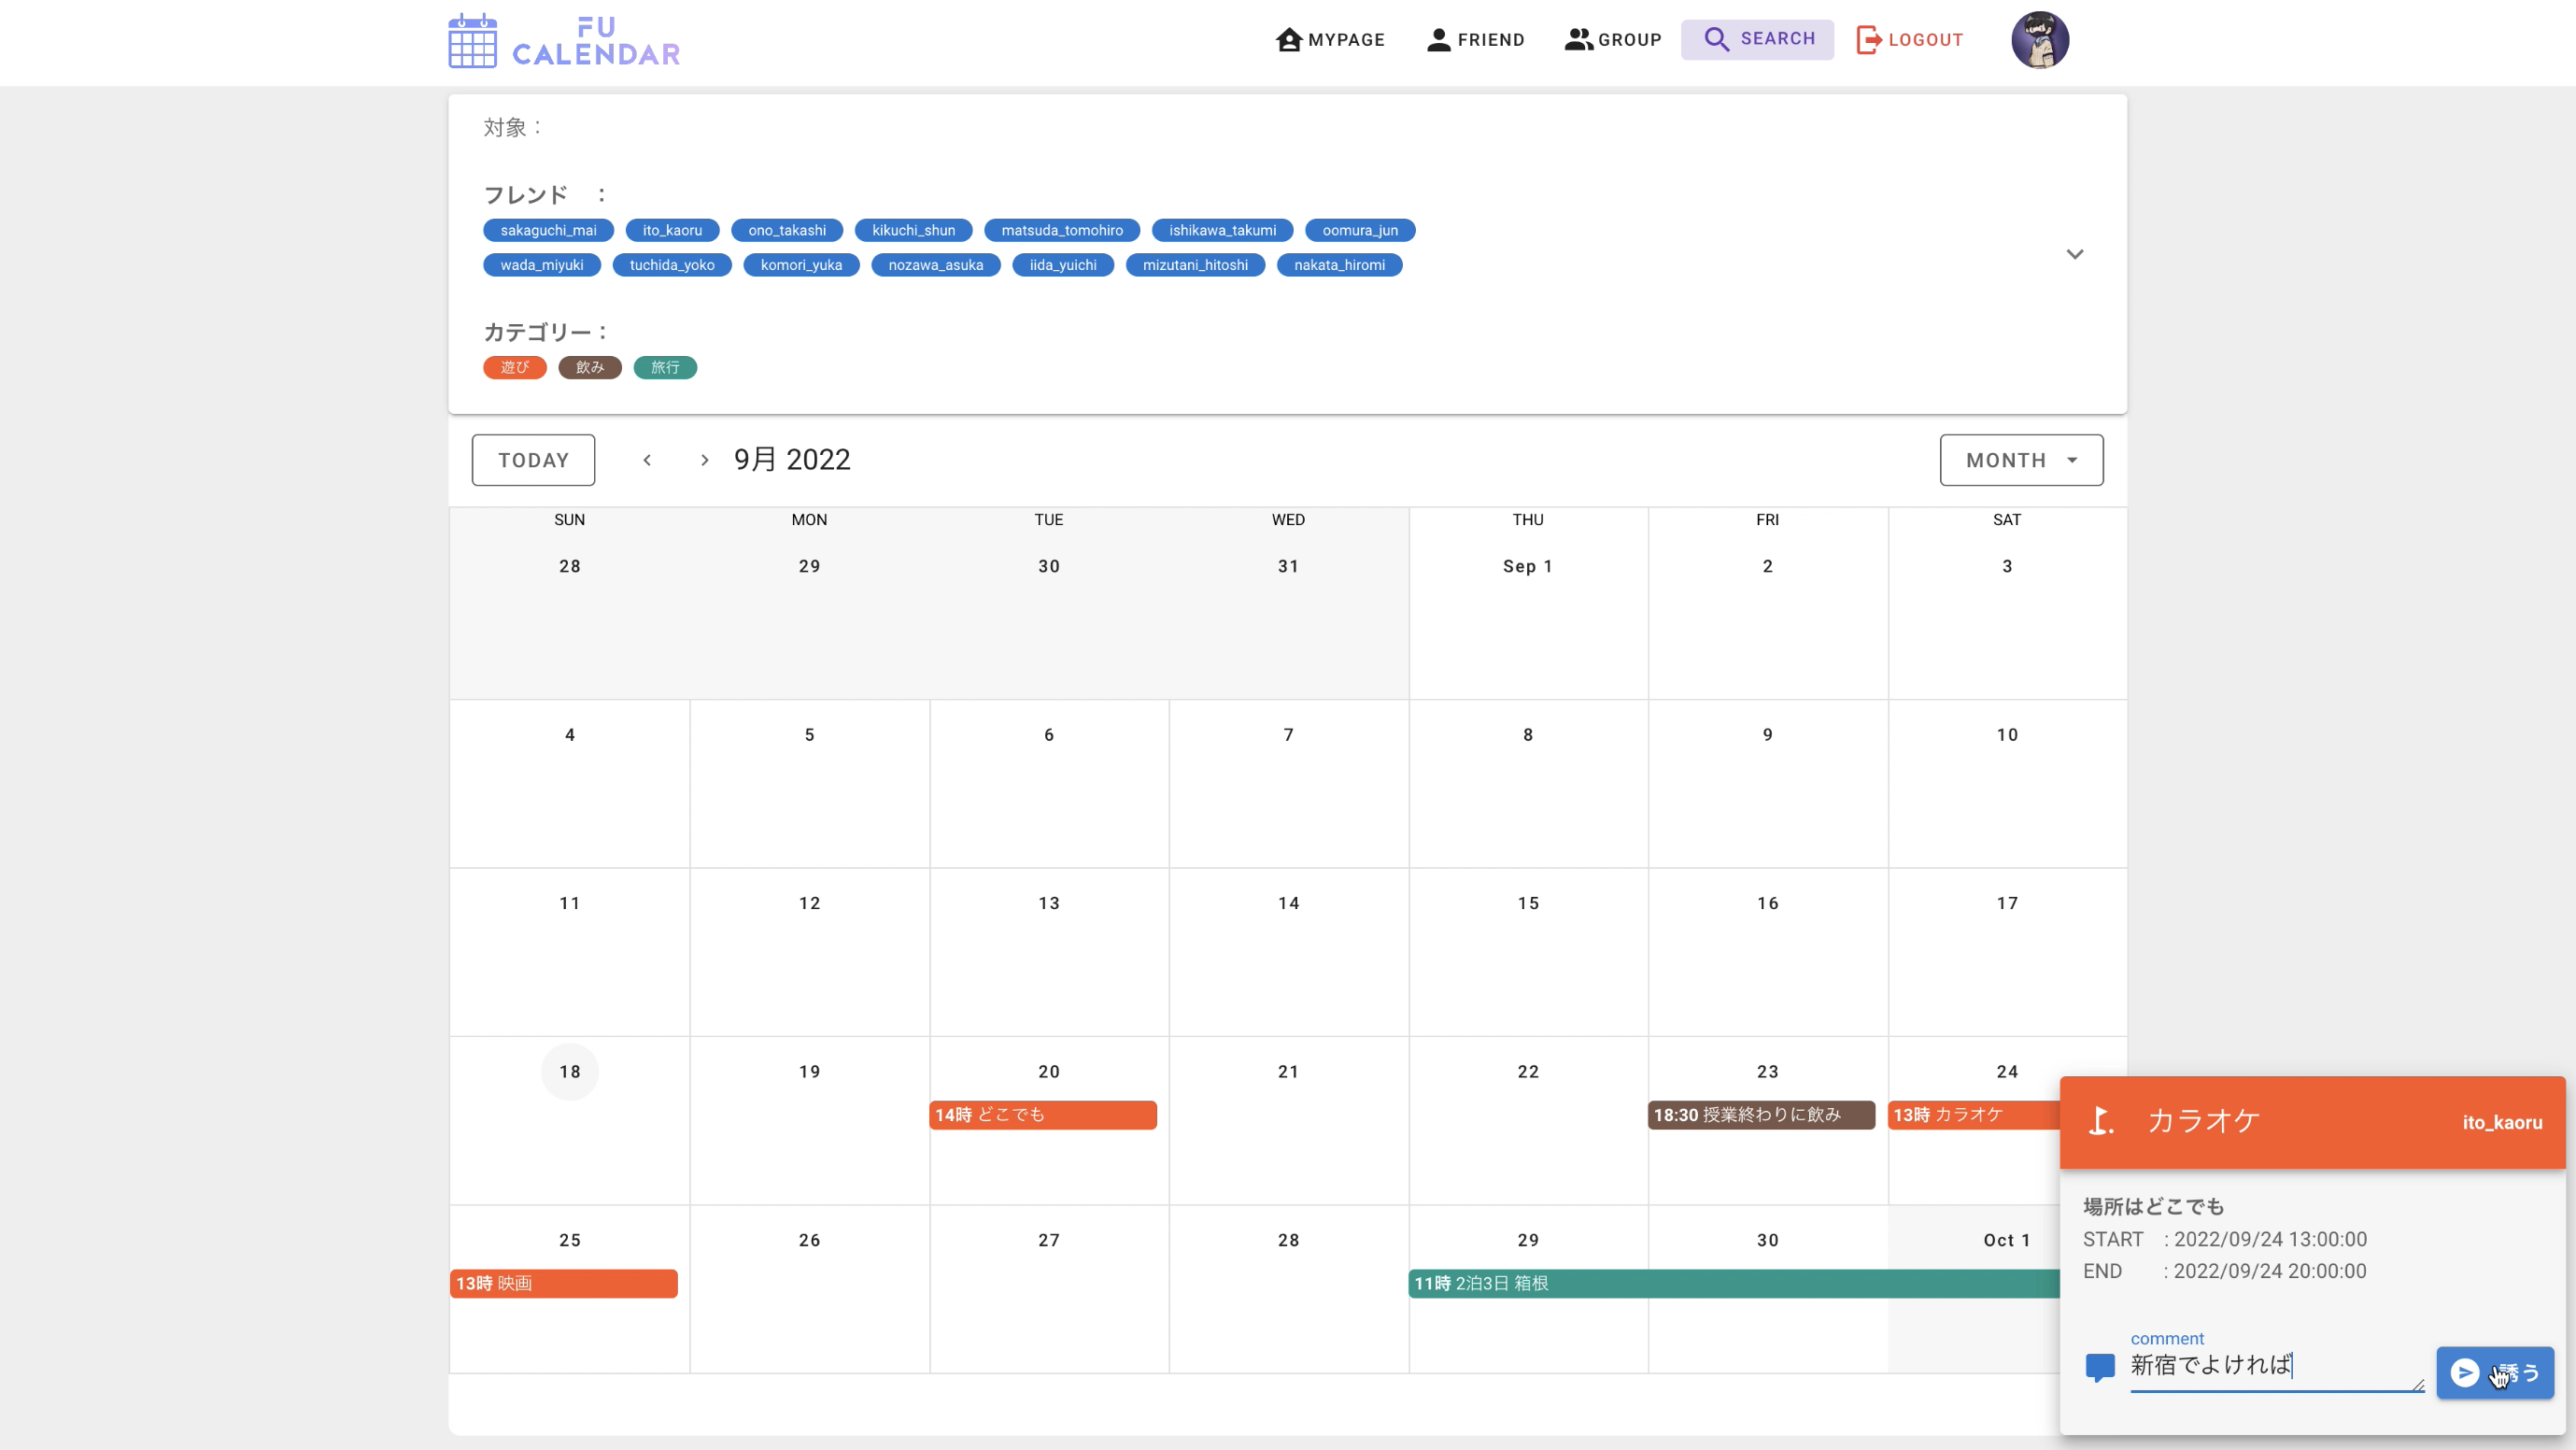 FU
CALENDAR
MYPAGE
FRIEND
GROUP
SEARCH
LOGOUT
対象：
フレンド　：
sakaguchi_mai ito_kaoru ono_takashi kikuchi_shun matsuda_tomohiro ishikawa_takumi oomura_jun
wada_miyuki tuchida_yoko komori_yuka nozawa_asuka iida_yuichi mizutani_hitoshi nakata_hiromi
カテゴリー：
遊び 飲み 旅行
TODAY 9月 2022 MONTH
SUN MON TUE WED THU FRI SAT
28 29 30 31 Sep 1 2 3
4 5 6 7 8 9 10
11 12 13 14 15 16 17
18 19 20 21 22 23 24
14時 どこでも 18:30 授業終わりに飲み 13時 カラオケ
25 26 27 28 29 30 Oct 1
13時 映画 11時 2泊3日 箱根
カラオケ ito_kaoru
場所はどこでも
START : 2022/09/24 13:00:00
END : 2022/09/24 20:00:00
comment
新宿でよければ
誘う